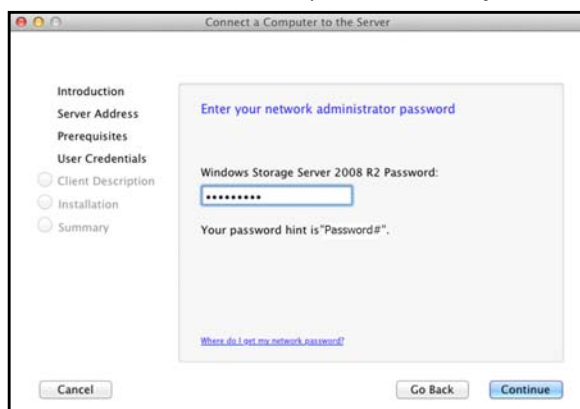 Connect a Computer to the Server
Introduction
Server Address
Prerequisites
User Credentials
Client Description
Installation
Summary
Enter your network administrator password
Windows Storage Server 2008 R2 Password:
•••••••••
Your password hint is"Password#".
Where do I get my network password?
Cancel
Go Back
Continue